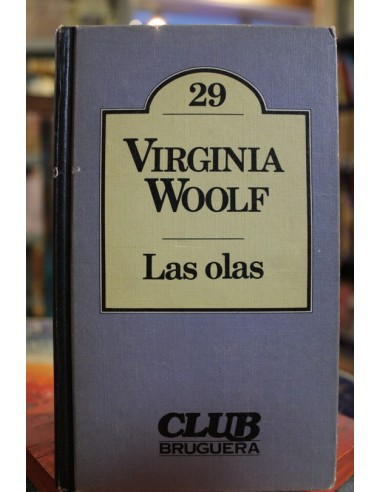 29
VIRGINIA
WOOLF
Las olas
CLUB
BRUGUERA